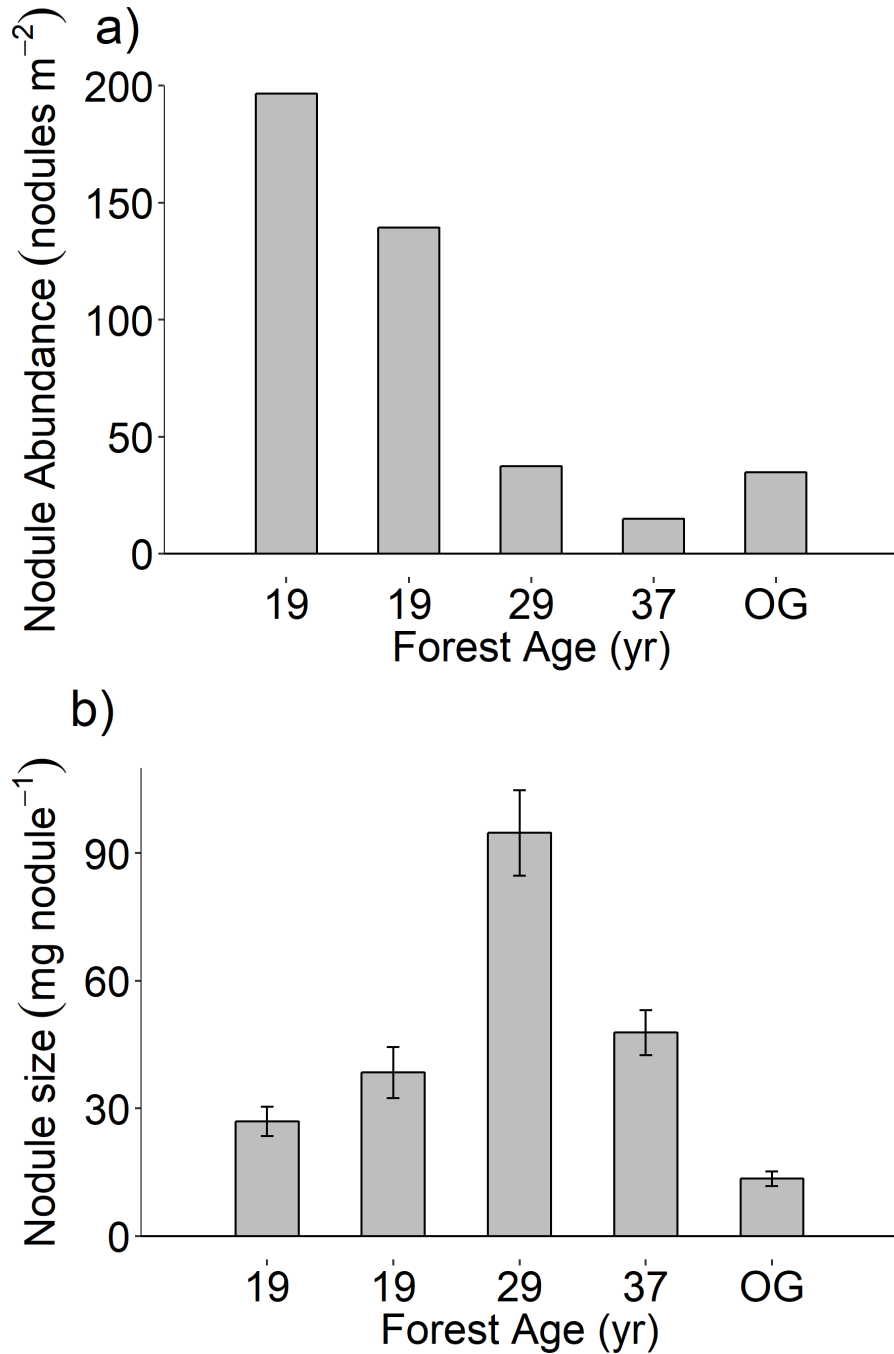 a)
Nodule Abundance (nodules m⁻²)
200
150
100
50
0
19 19 29 37 OG
Forest Age (yr)
b)
Nodule size (mg nodule⁻¹)
90
60
30
0
19 19 29 37 OG
Forest Age (yr)